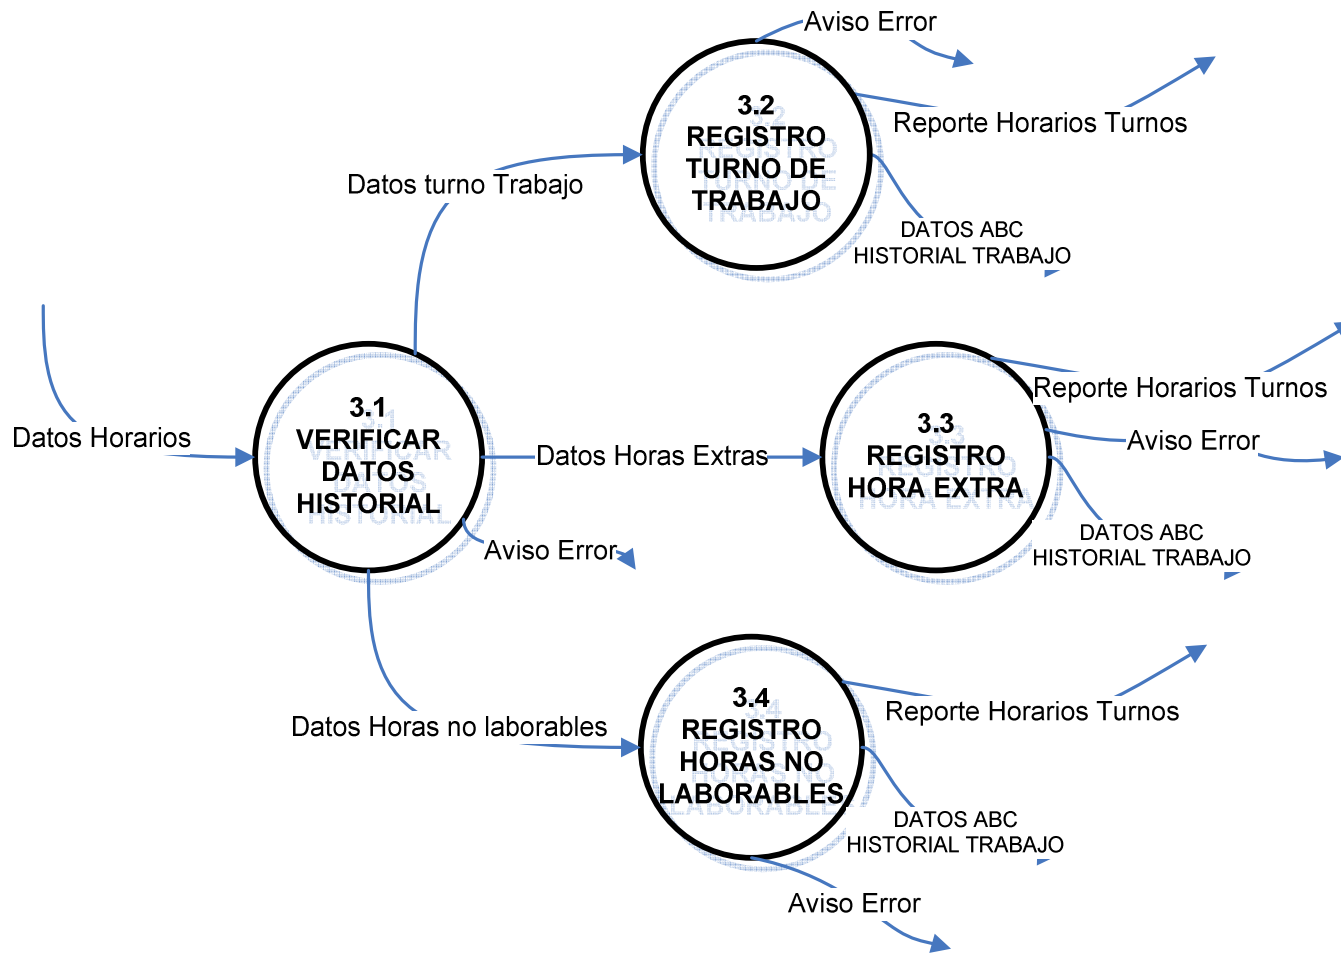 Aviso Error
3.2
REGISTRO
TURNO DE
TRABAJO
Reporte Horarios Turnos
Datos turno Trabajo
DATOS ABC
HISTORIAL TRABAJO
Datos Horarios
3.1
VERIFICAR
DATOS
HISTORIAL
Datos Horas Extras
Aviso Error
3.3
REGISTRO
HORA EXTRA
Reporte Horarios Turnos
Aviso Error
DATOS ABC
HISTORIAL TRABAJO
Datos Horas no laborables
3.4
REGISTRO
HORAS NO
LABORABLES
Reporte Horarios Turnos
DATOS ABC
HISTORIAL TRABAJO
Aviso Error